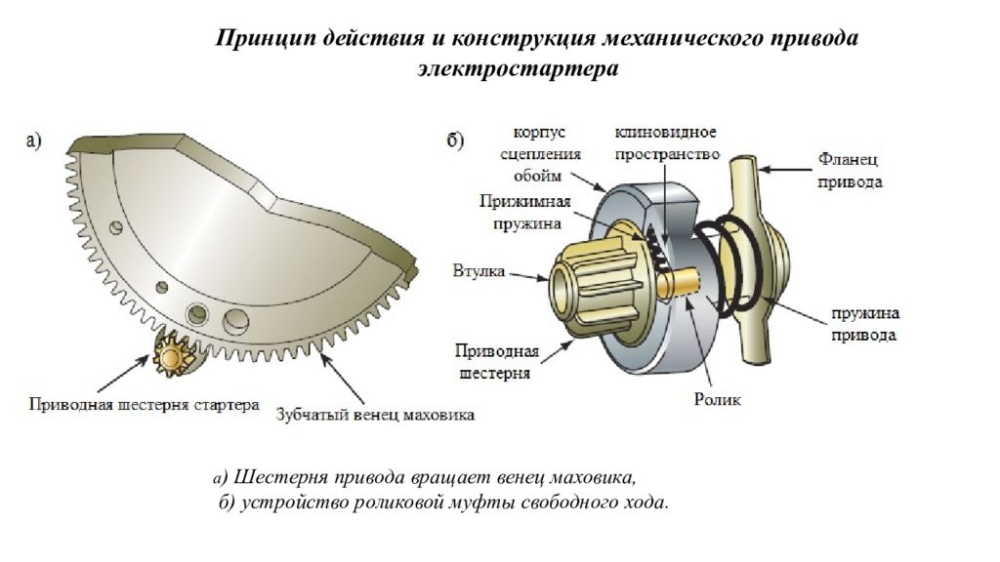 Принцип действия и конструкция механического привода
электростартера
а)
Приводная шестерня стартера
Зубчатый венец маховика
б)
корпус
сцепления
обойм
клиновидное
пространство
Фланец
привода
Прижимная
пружина
Втулка
Приводная
шестерня
пружина
привода
Ролик
а) Шестерня привода вращает венец маховика,
б) устройство роликовой муфты свободного хода.